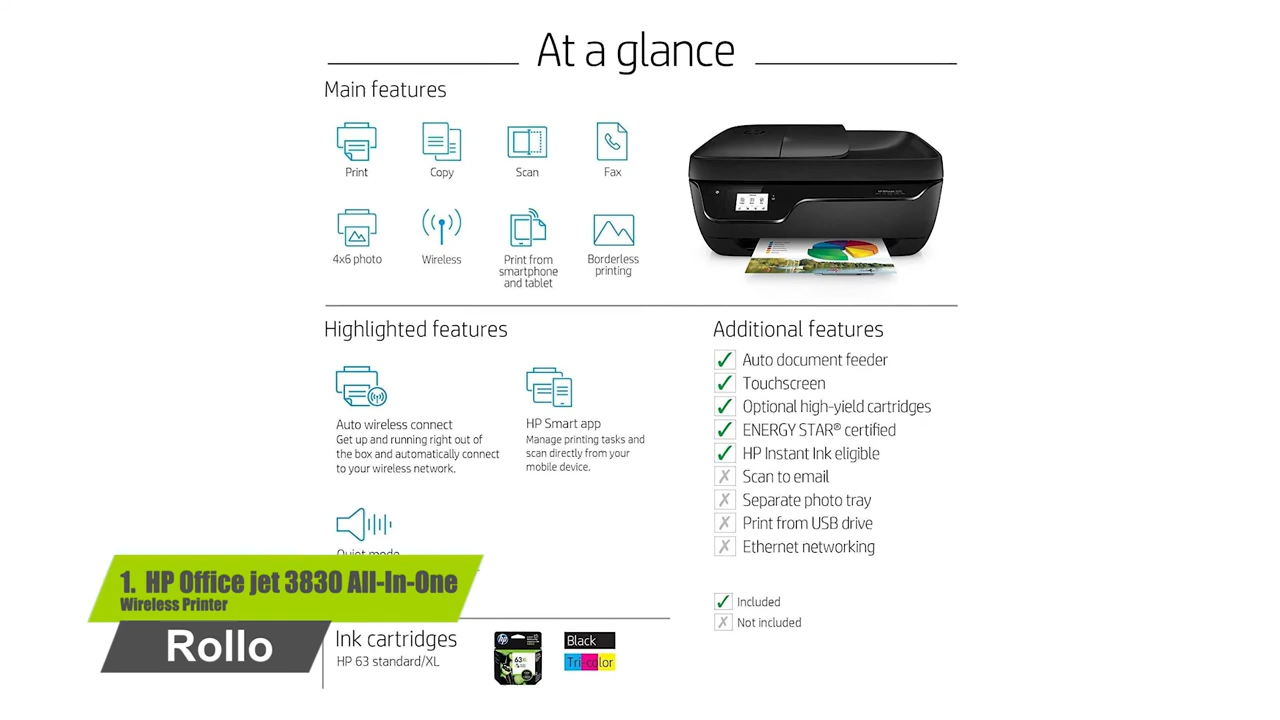 At a glance
Main features
Print
Copy
Scan
Fax
4x6 photo
Wireless
Print from
smartphone
and tablet
Borderless
printing
Highlighted features
Auto wireless connect
Get up and running right out of
the box and automatically connect
to your wireless network.
HP Smart app
Manage printing tasks and
scan directly from your
mobile device.
Quiet mode
Additional features
✓ Auto document feeder
✓ Touchscreen
✓ Optional high-yield cartridges
✓ ENERGY STAR® certified
✓ HP Instant Ink eligible
✗ Scan to email
✗ Separate photo tray
✗ Print from USB drive
✗ Ethernet networking
✓ Included
✗ Not included
1. HP Office jet 3830 All-In-One
Wireless Printer
Rollo
Ink cartridges
HP 63 standard/XL
hp
63XL
Black
Tri-color